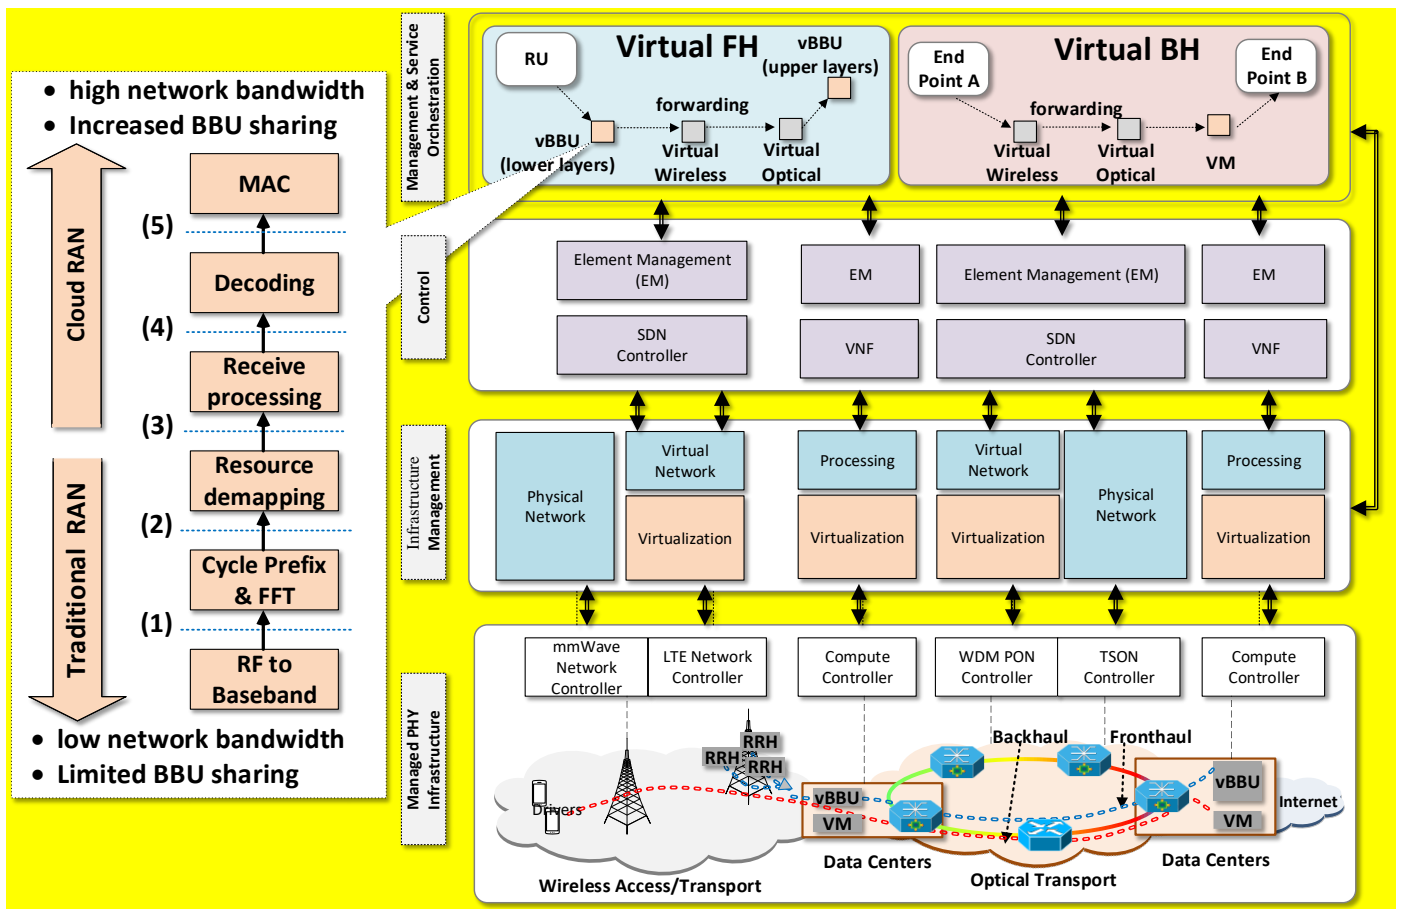 • high network bandwidth
• Increased BBU sharing
Cloud RAN
Traditional RAN
MAC
(5)
Decoding
(4)
Receive
processing
(3)
Resource
demapping
(2)
Cycle Prefix
& FFT
(1)
RF to
Baseband
• low network bandwidth
• Limited BBU sharing
Management & Service
Orchestration
Virtual FH
RU
vBBU
(upper layers)
forwarding
vBBU
(lower layers)
Virtual
Wireless
Virtual
Optical
Virtual BH
End
Point A
End
Point B
forwarding
Virtual
Wireless
Virtual
Optical
VM
Control
Element Management
(EM)
EM
Element Management (EM)
EM
SDN
Controller
VNF
SDN
Controller
VNF
Infrastructure
Management
Physical
Network
Virtual
Network
Virtualization
Processing
Virtualization
Virtual
Network
Virtualization
Physical
Network
Processing
Virtualization
Managed PHY
Infrastructure
mmWave
Network
Controller
LTE Network
Controller
Compute
Controller
WDM PON
Controller
TSON
Controller
Compute
Controller
Backhaul
Fronthaul
RRH
RRH
RRH
Drivers
vBBU
VM
vBBU
VM
Internet
Data Centers
Data Centers
Wireless Access/Transport
Optical Transport